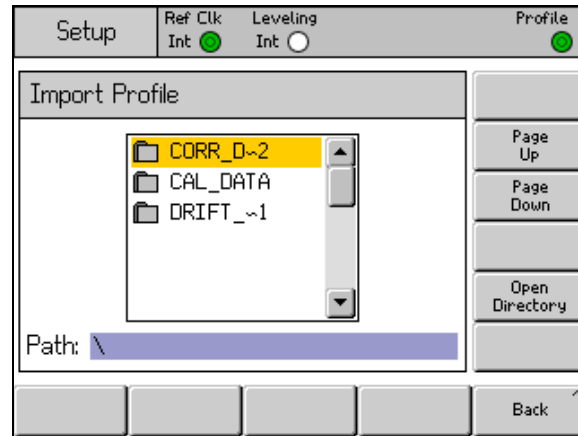 Setup
Ref Clk
Int
Leveling
Int
Profile
Import Profile
CORR_D~2
CAL_DATA
DRIFT_~1
Path: \
Page
Up
Page
Down
Open
Directory
Back